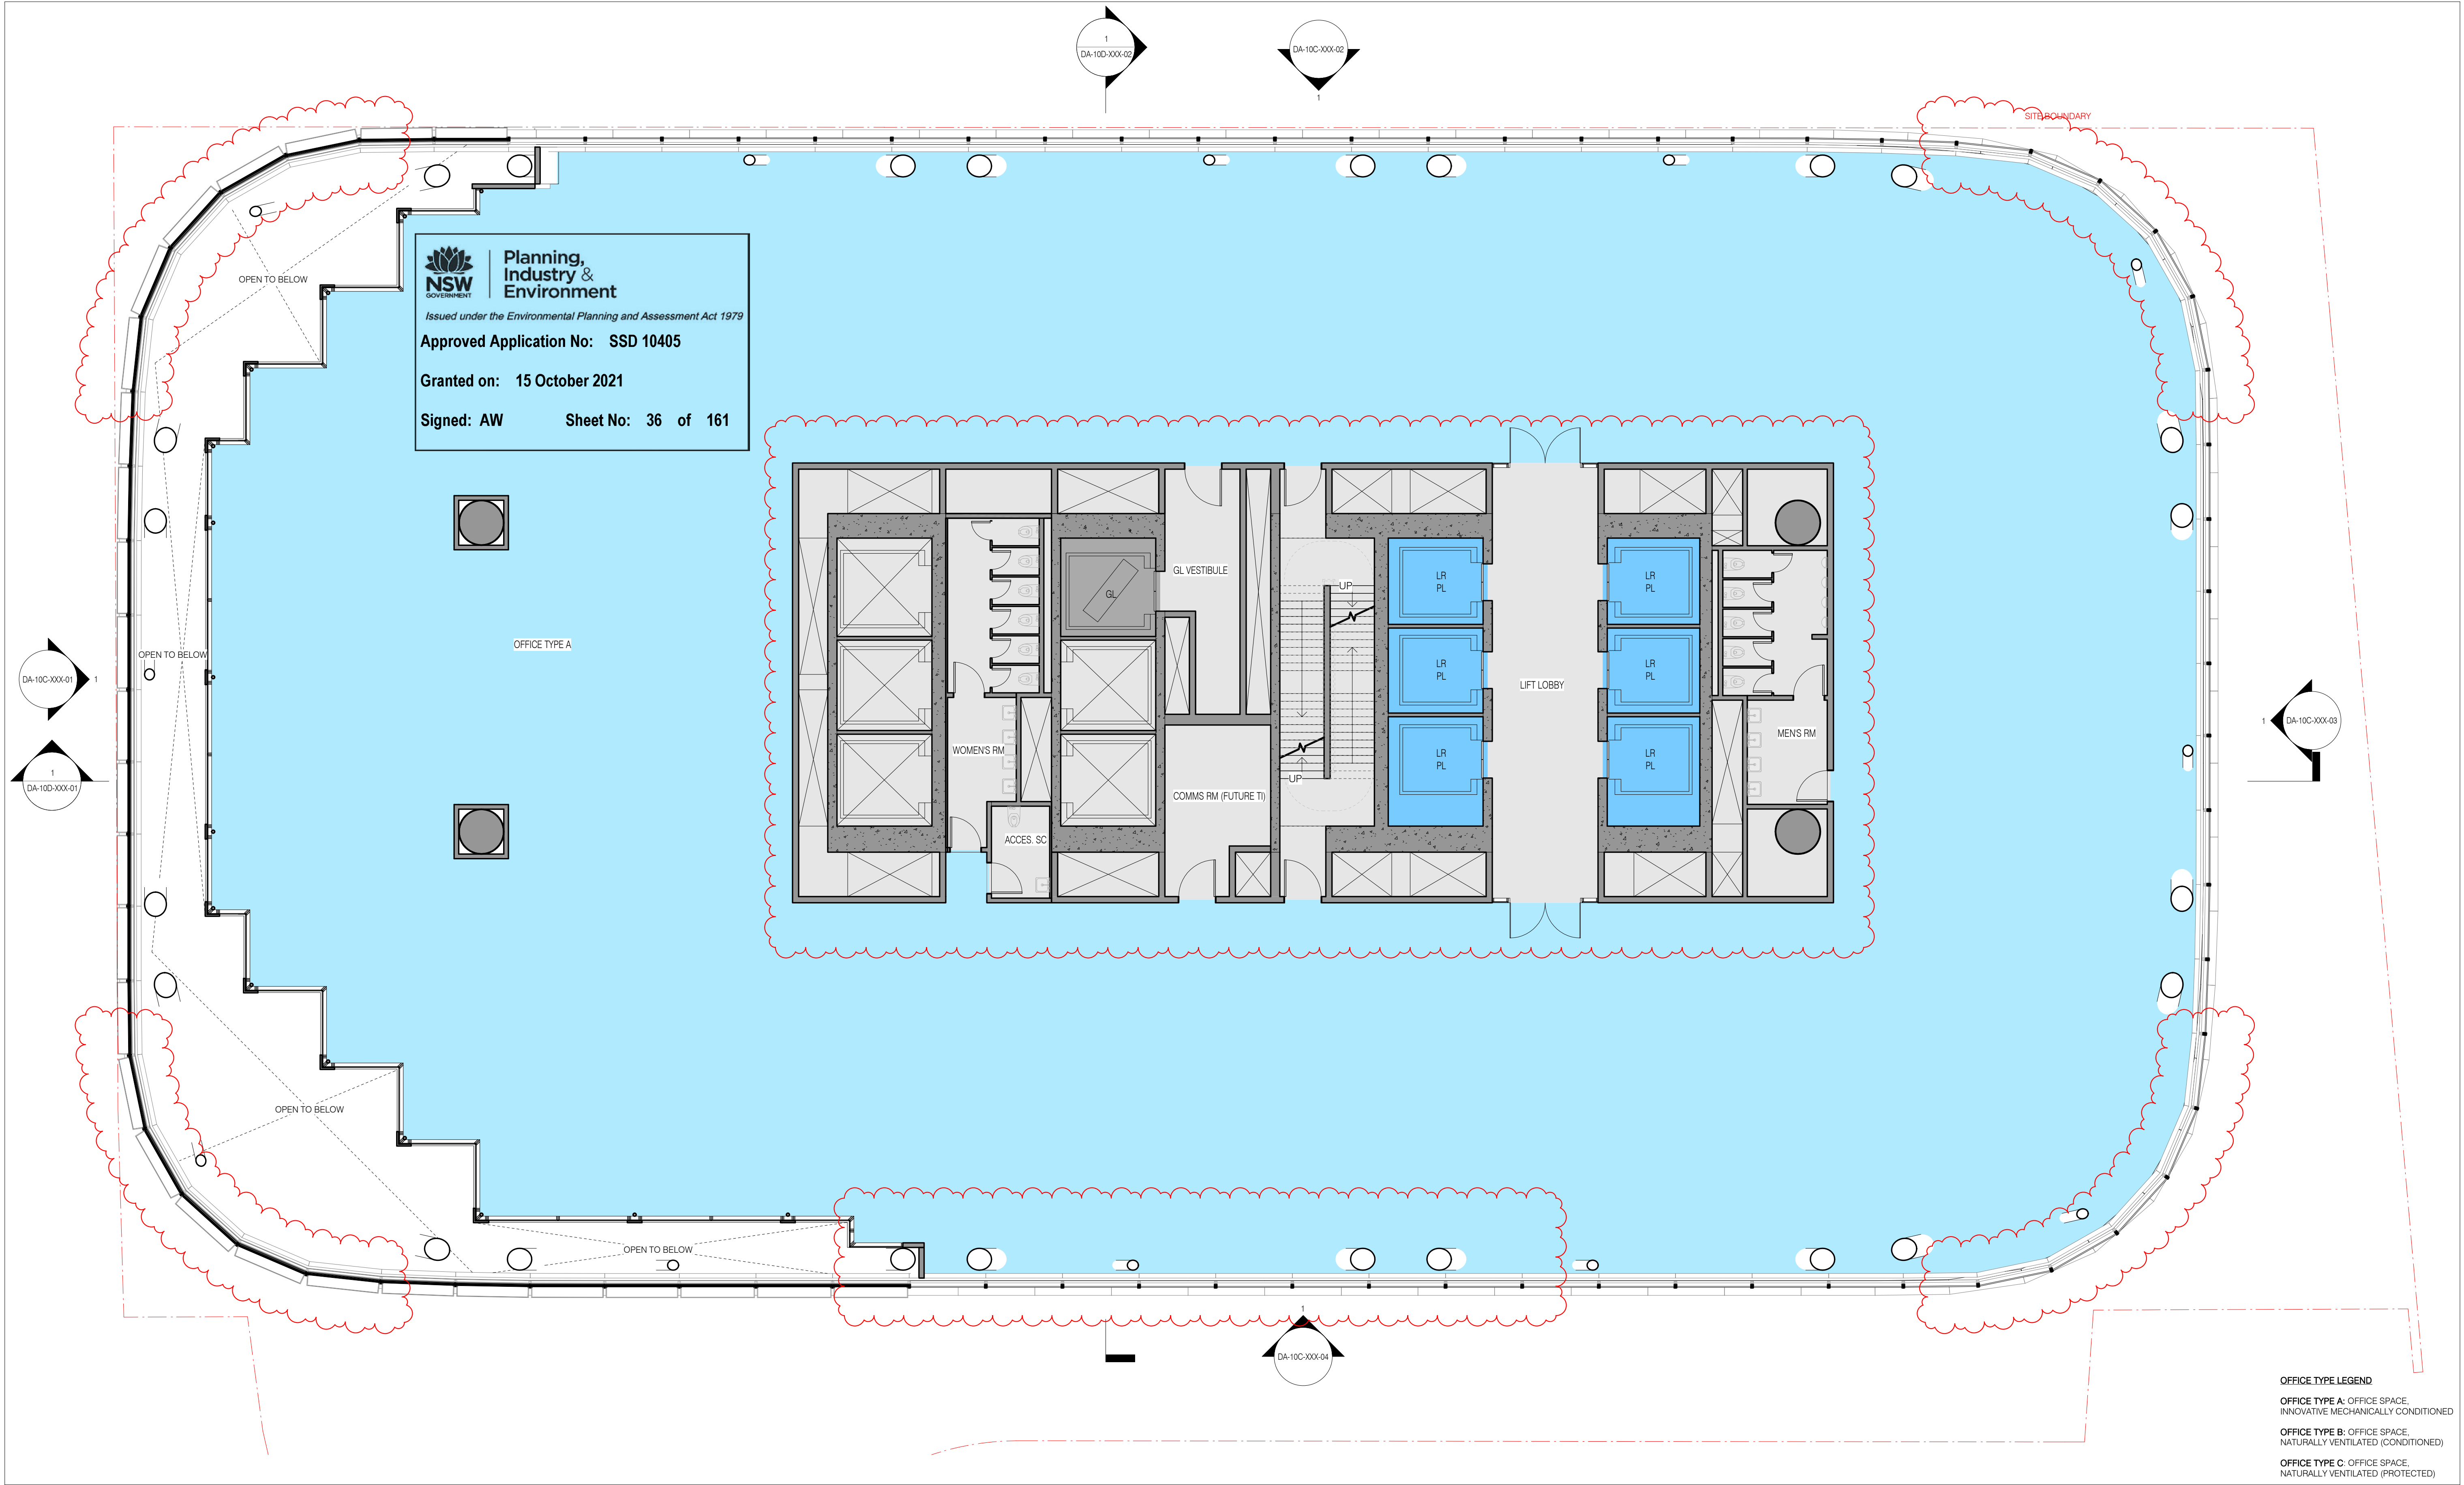 1
DA-10D-XXX-02
DA-10C-XXX-02
1
SITE BOUNDARY
OPEN TO BELOW
NSW
GOVERNMENT
Planning,
Industry &
Environment
Issued under the Environmental Planning and Assessment Act 1979
Approved Application No: SSD 10405
Granted on: 15 October 2021
Signed: AW Sheet No: 36 of 161
GL VESTIBULE
GL
UP
LR
PL
LR
PL
OFFICE TYPE A
OPEN TO BELOW
LR
PL
LR
PL
LIFT LOBBY
DA-10C-XXX-01
1
1
DA-10C-XXX-03
WOMEN'S RM
MEN'S RM
LR
PL
LR
PL
UP
1
DA-10D-XXX-01
COMMS RM (FUTURE TI)
ACCES. SC
OPEN TO BELOW
OPEN TO BELOW
1
DA-10C-XXX-04
OFFICE TYPE LEGEND
OFFICE TYPE A: OFFICE SPACE,
INNOVATIVE MECHANICALLY CONDITIONED
OFFICE TYPE B: OFFICE SPACE,
NATURALLY VENTILATED (CONDITIONED)
OFFICE TYPE C: OFFICE SPACE,
NATURALLY VENTILATED (PROTECTED)